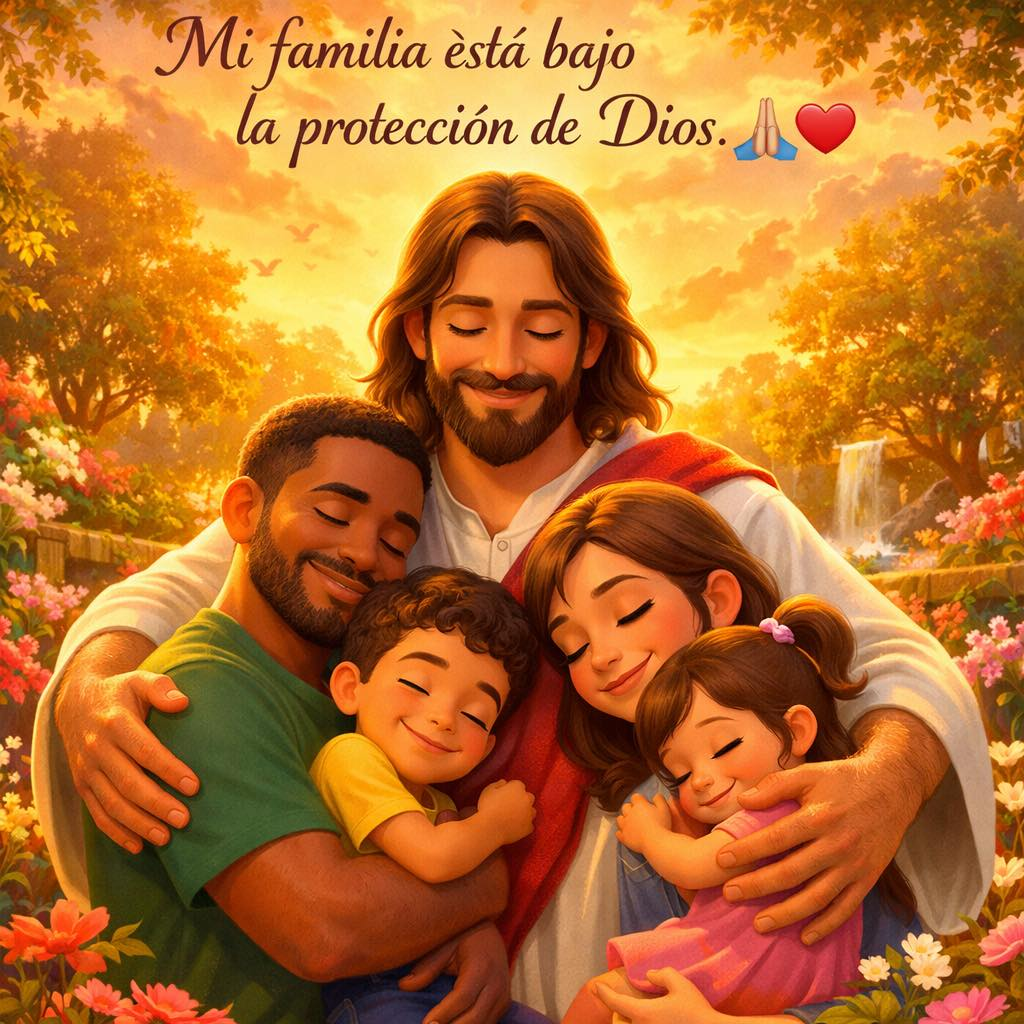 Mi familia èstá bajo
la protección de Dios.🙏❤️